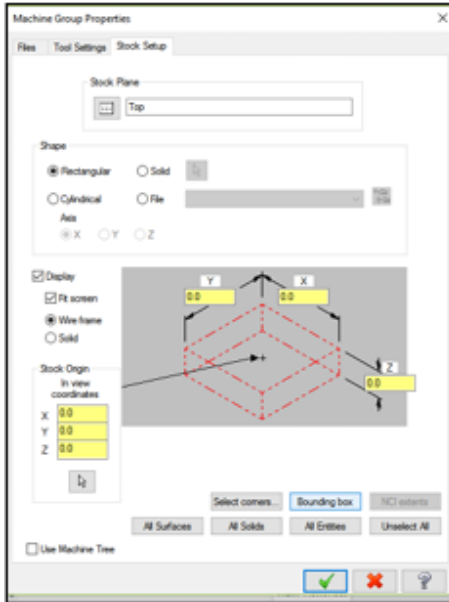 Machine Group Properties
Files Tool Settings Stock Setup
Stock Plane
Top
Shape
Rectangular Solid
Cylindrical File
Axis
X Y Z
Display
Fit screen
Wire frame
Solid
Y X
0.0 0.0
Z
0.0
Stock Origin
In view
coordinates
X 0.0
Y 0.0
Z 0.0
Select corners... Bounding box NCI extents
All Surfaces All Solids All Entities Unselect All
Use Machine Tree